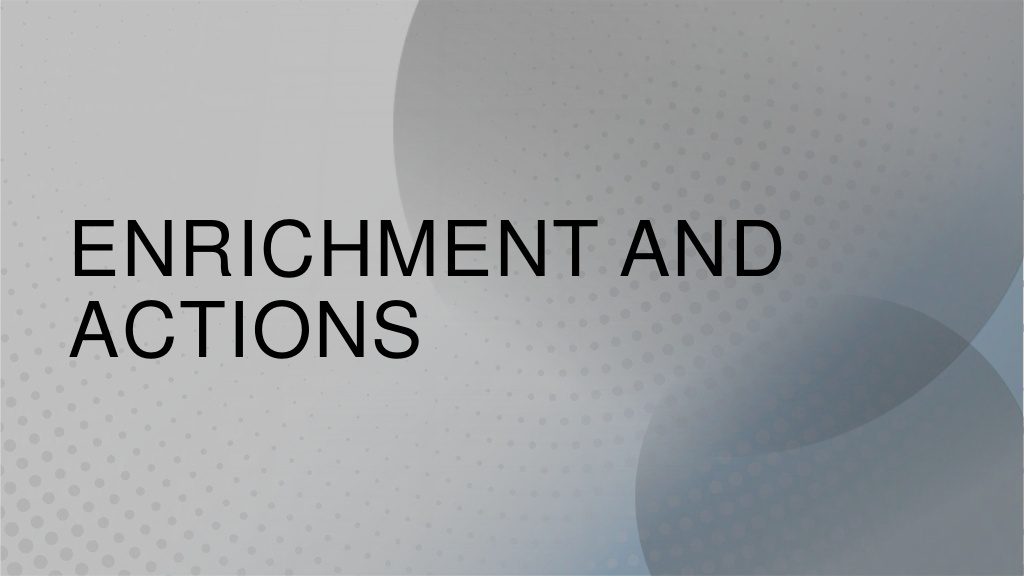 ENRICHMENT AND
ACTIONS